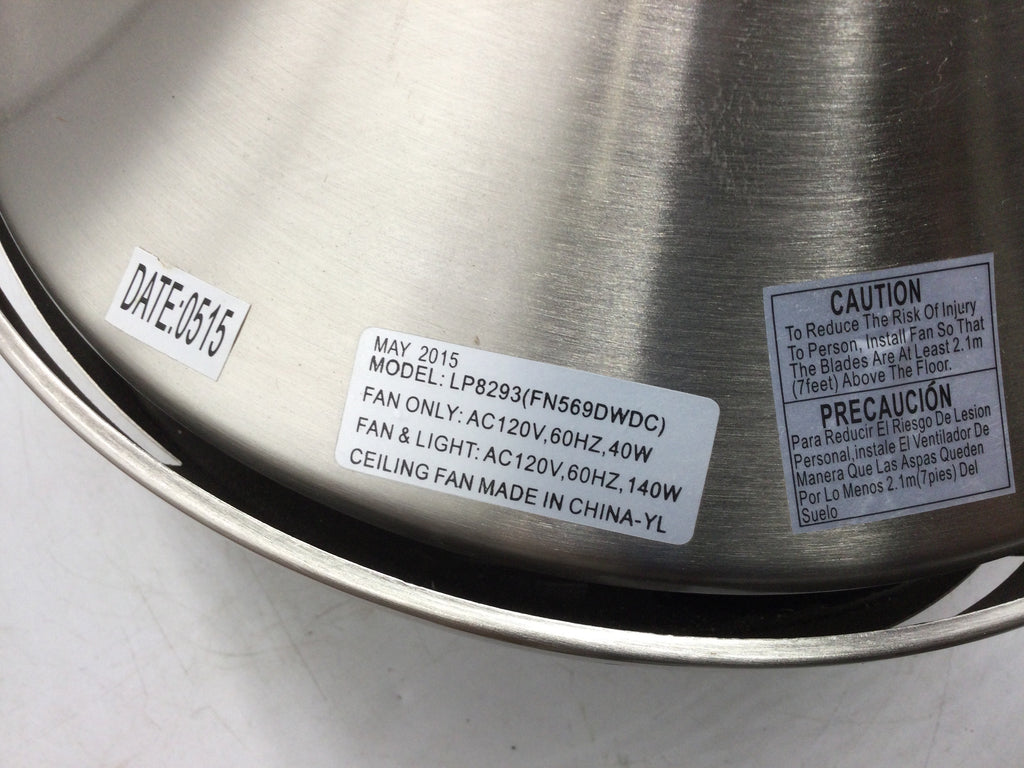 DATE:0515
MAY 2015
MODEL: LP8293(FN569DWDC)
FAN ONLY: AC120V,60HZ,40W
FAN & LIGHT: AC120V,60HZ,140W
CEILING FAN MADE IN CHINA-YL
CAUTION
To Reduce The Risk Of Injury
To Person, Install Fan So That
The Blades Are At Least 2.1m
(7feet) Above The Floor.
PRECAUCIÓN
Para Reducir El Riesgo De Lesion
Personal,instale El Ventilador De
Manera Que Las Aspas Queden
Por Lo Menos 2.1m(7pies) Del
Suelo